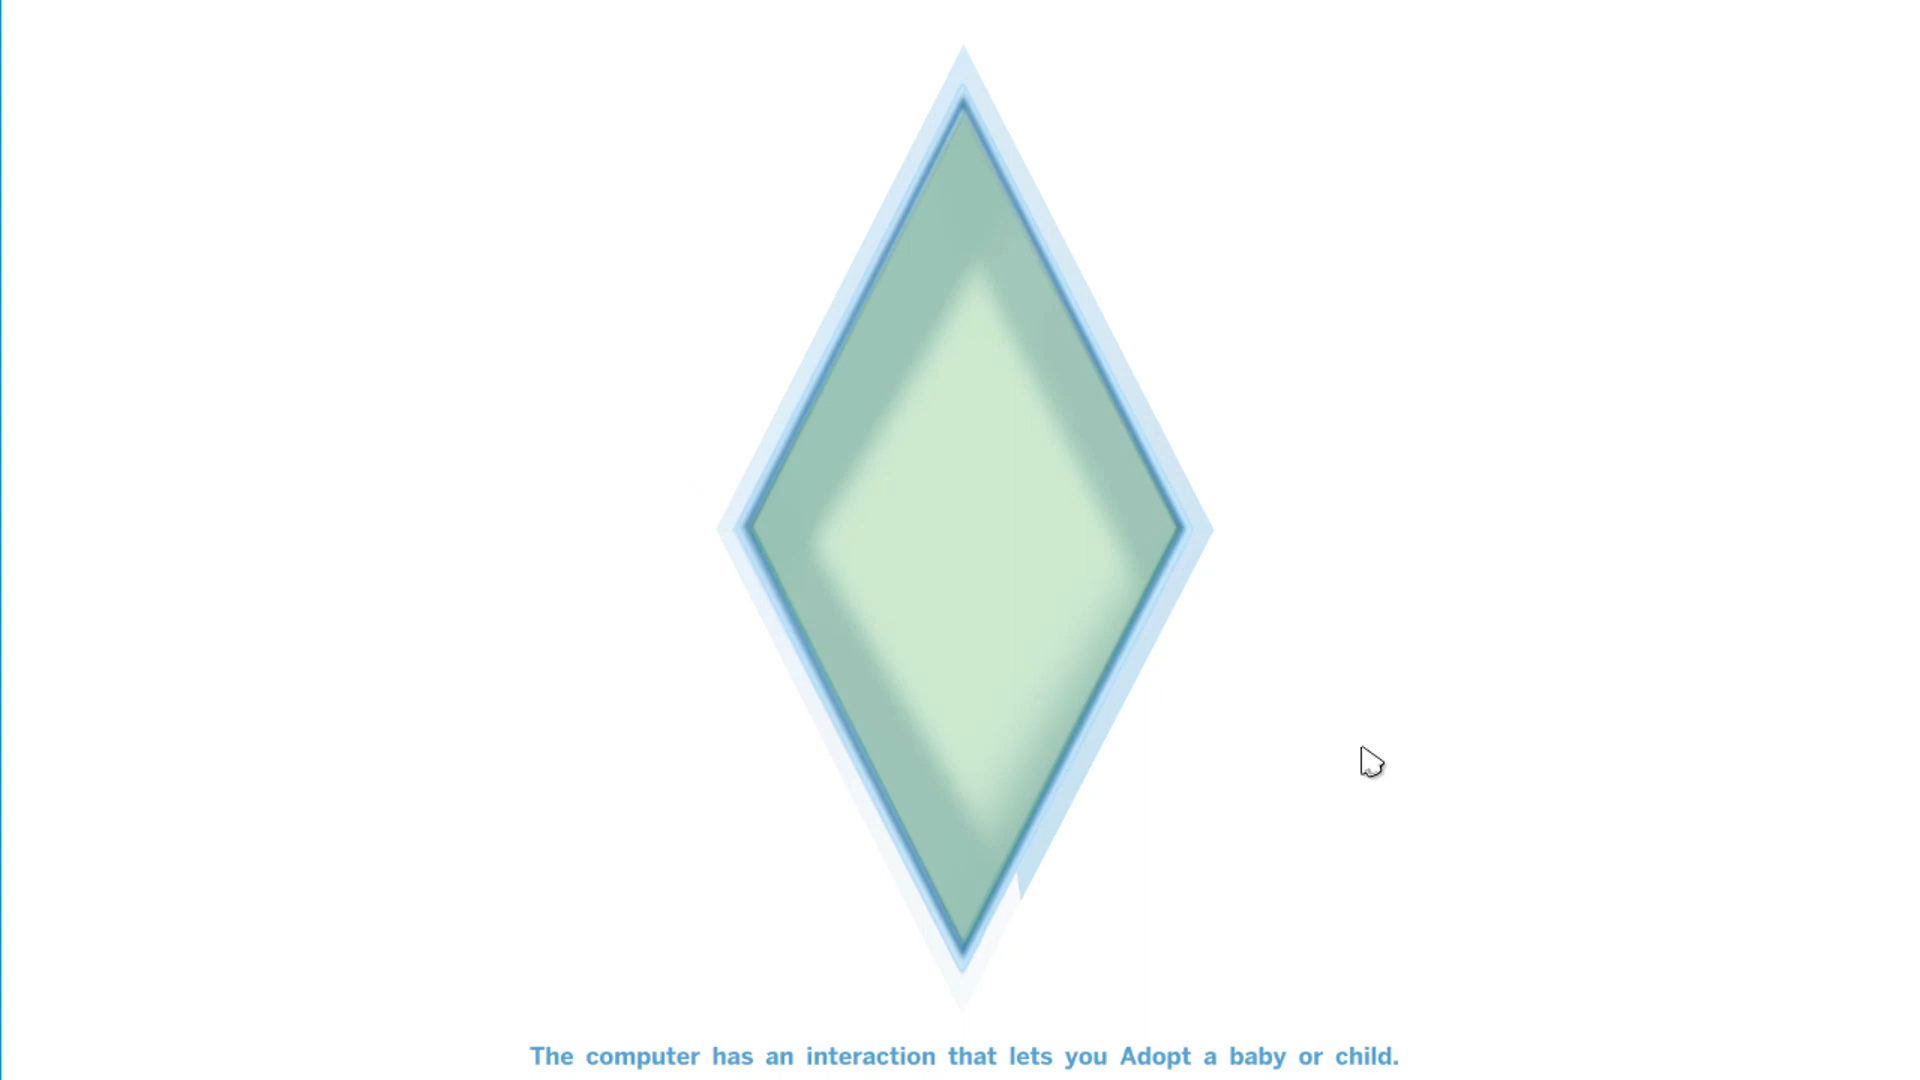 The computer has an interaction that lets you Adopt a baby or child.